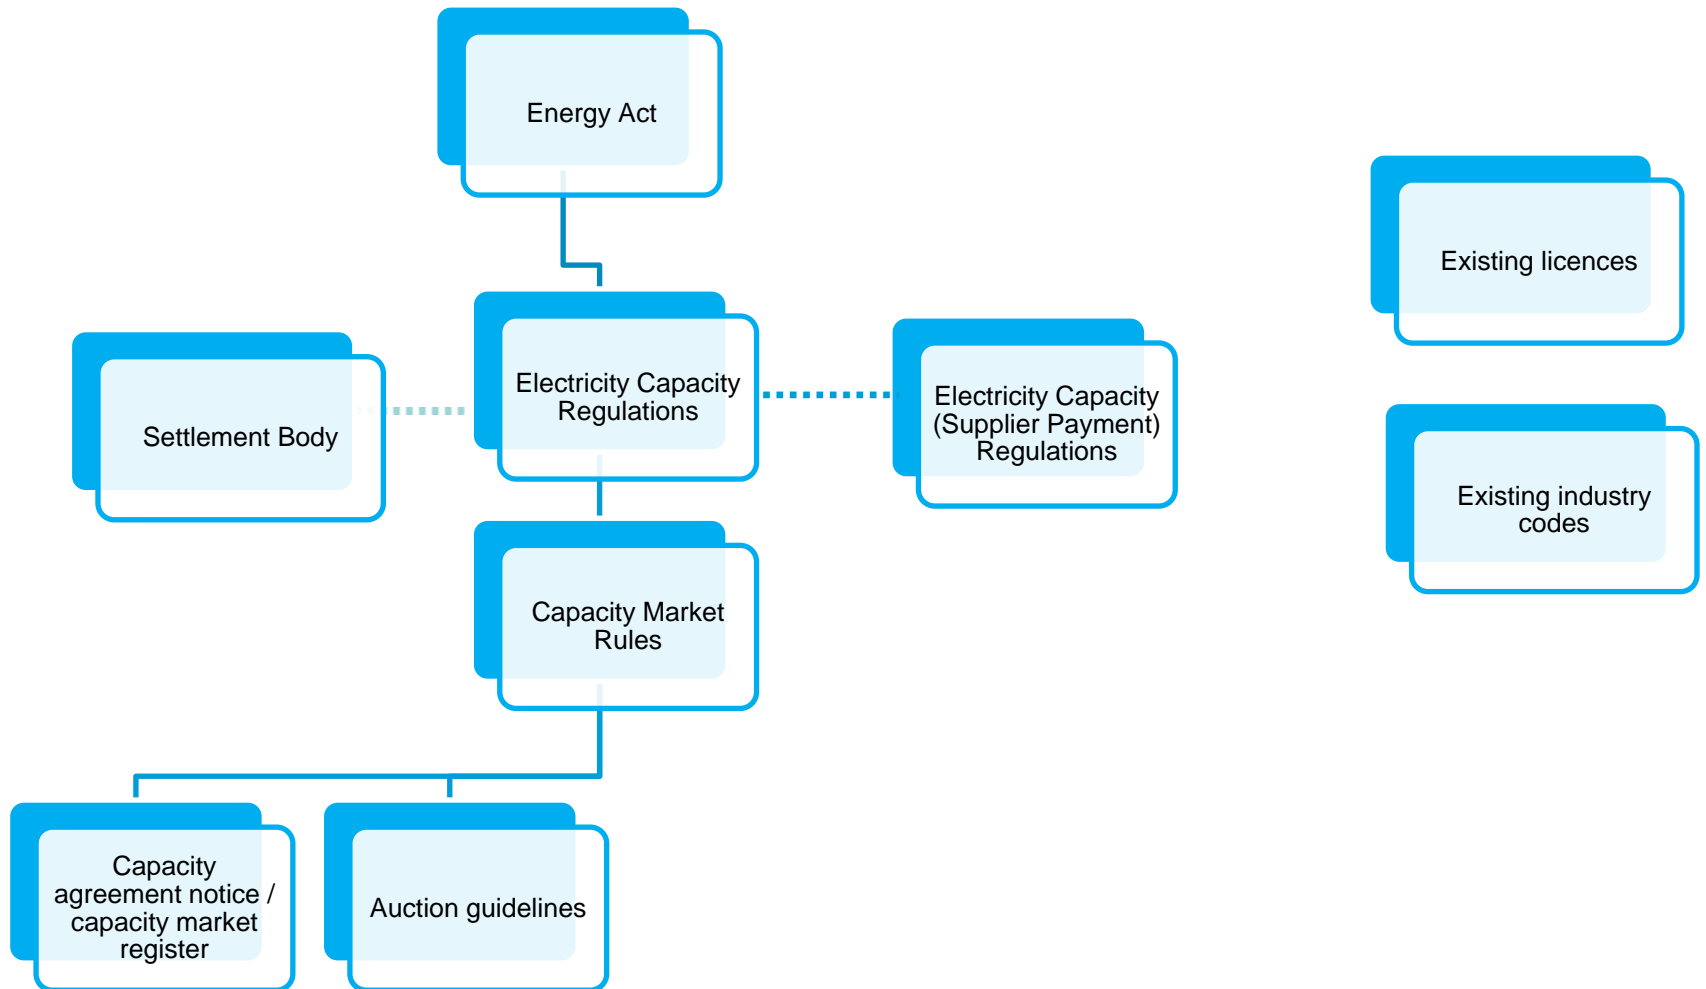 Energy Act
Existing licences
Electricity Capacity
Regulations
Settlement Body
Electricity Capacity
(Supplier Payment)
Regulations
Existing industry
codes
Capacity Market
Rules
Capacity
agreement notice /
capacity market
register
Auction guidelines